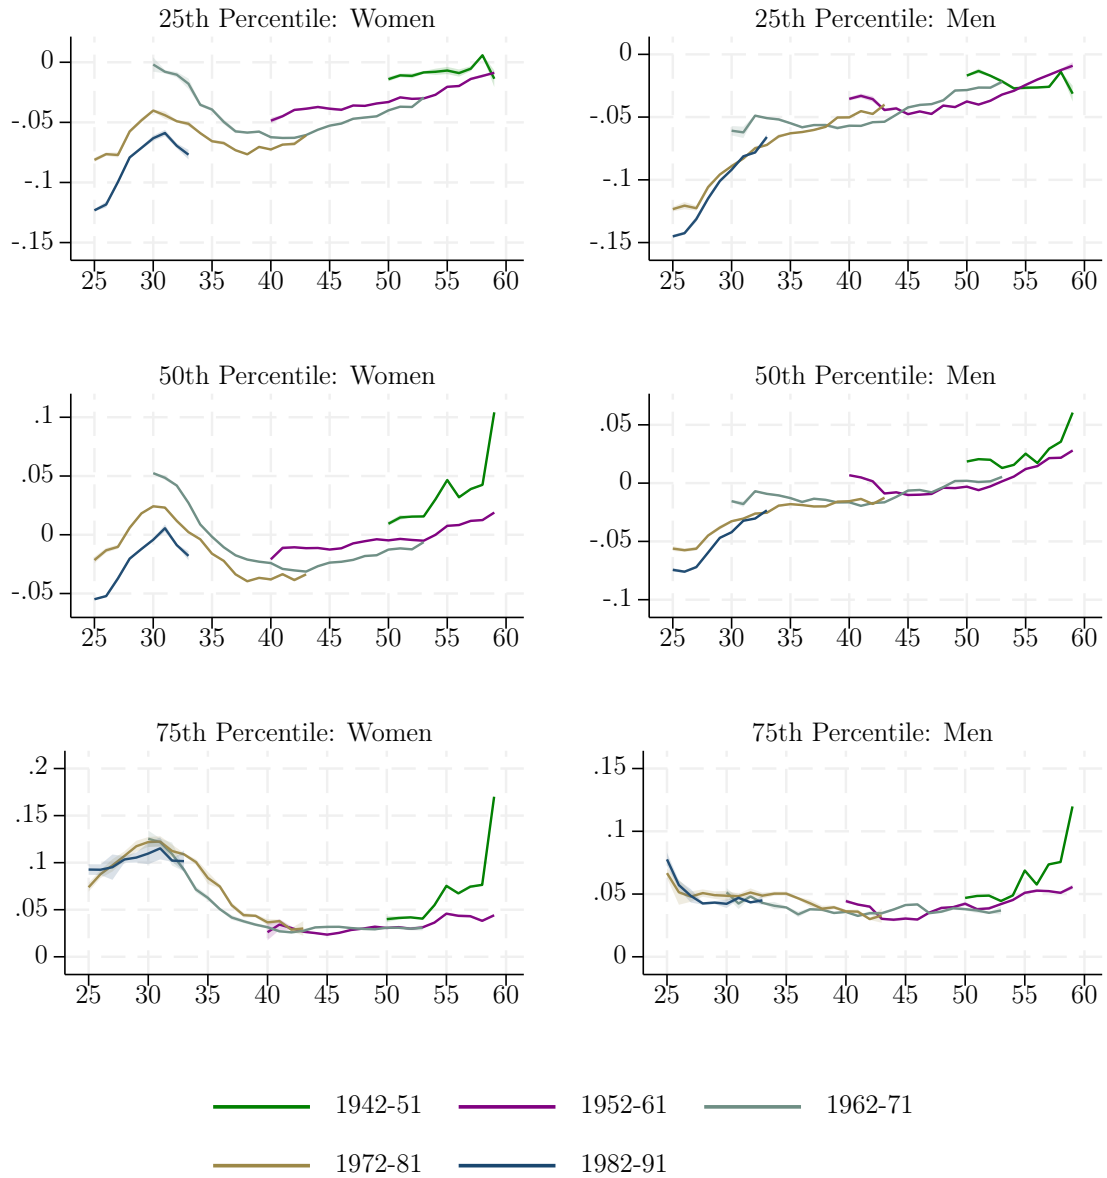 25th Percentile: Women
0
-.05
-.1
-.15
25 30 35 40 45 50 55 60
25th Percentile: Men
0
-.05
-.1
-.15
25 30 35 40 45 50 55 60
50th Percentile: Women
.1
.05
0
-.05
25 30 35 40 45 50 55 60
50th Percentile: Men
.05
0
-.05
-.1
25 30 35 40 45 50 55 60
75th Percentile: Women
.2
.15
.1
.05
0
25 30 35 40 45 50 55 60
75th Percentile: Men
.15
.1
.05
0
25 30 35 40 45 50 55 60
1942-51 1952-61 1962-71
1972-81 1982-91